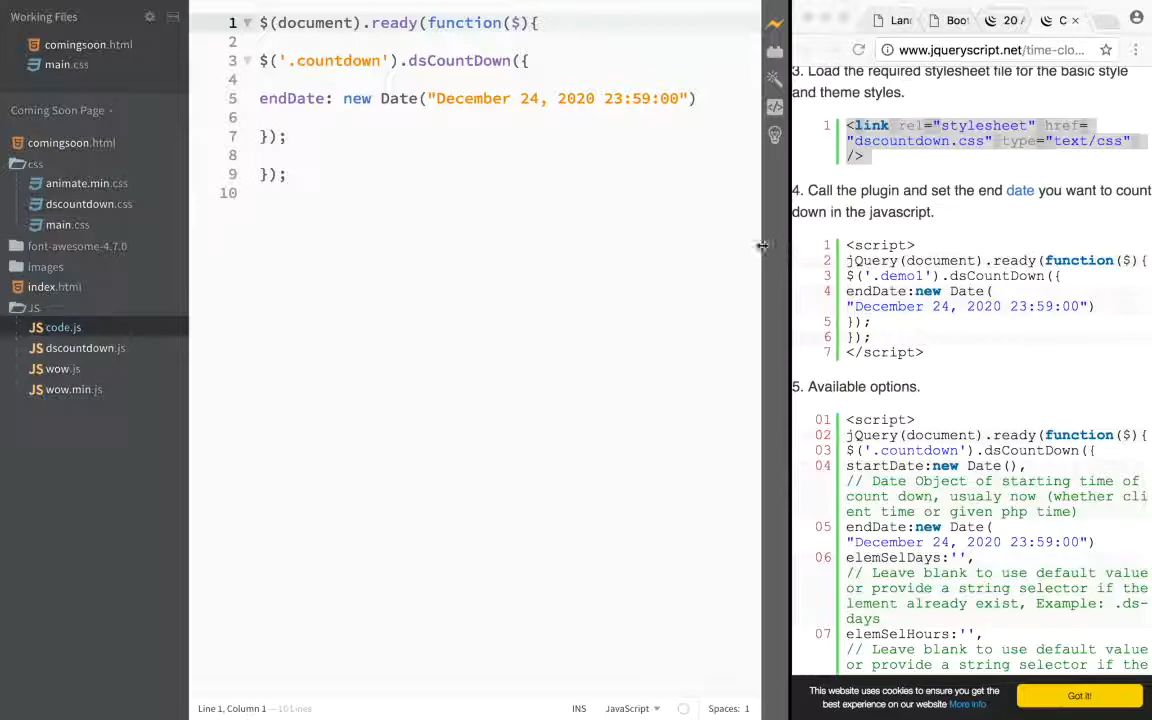 Working Files
comingsoon.html
main.css
Coming Soon Page
comingsoon.html
css
animate.min.css
dscountdown.css
main.css
font-awesome-4.7.0
images
index.html
JS
JS code.js
JS dscountdown.js
JS wow.js
JS wow.min.js
1 $(document).ready(function($){
2
3 $('.countdown').dsCountDown({
4
5 endDate: new Date("December 24, 2020 23:59:00")
6
7 });
8
9 });
10
Line 1, Column 1 — 10 Lines
INS
JavaScript
Spaces: 1
Lan
Boo
20
C
www.jqueryscript.net/time-clo...
3. Load the required stylesheet file for the basic style
and theme styles.
1 <link rel="stylesheet" href=
"dscountdown.css" type="text/css"
/>
4. Call the plugin and set the end date you want to count
down in the javascript.
1 <script>
2 jQuery(document).ready(function($){
3 $('.demo1').dsCountDown({
4 endDate:new Date(
"December 24, 2020 23:59:00")
5 });
6 });
7 </script>
5. Available options.
01 <script>
02 jQuery(document).ready(function($){
03 $('.countdown').dsCountDown({
04 startDate:new Date(),
// Date Object of starting time of
count down, usualy now (whether cli
ent time or given php time)
05 endDate:new Date(
"December 24, 2020 23:59:00")
06 elemSelDays:'',
// Leave blank to use default value
or provide a string selector if the
lement already exist, Example: .ds-
days
07 elemSelHours:'',
// Leave blank to use default value
or provide a string selector if the
This website uses cookies to ensure you get the
best experience on our website More info
Got it!